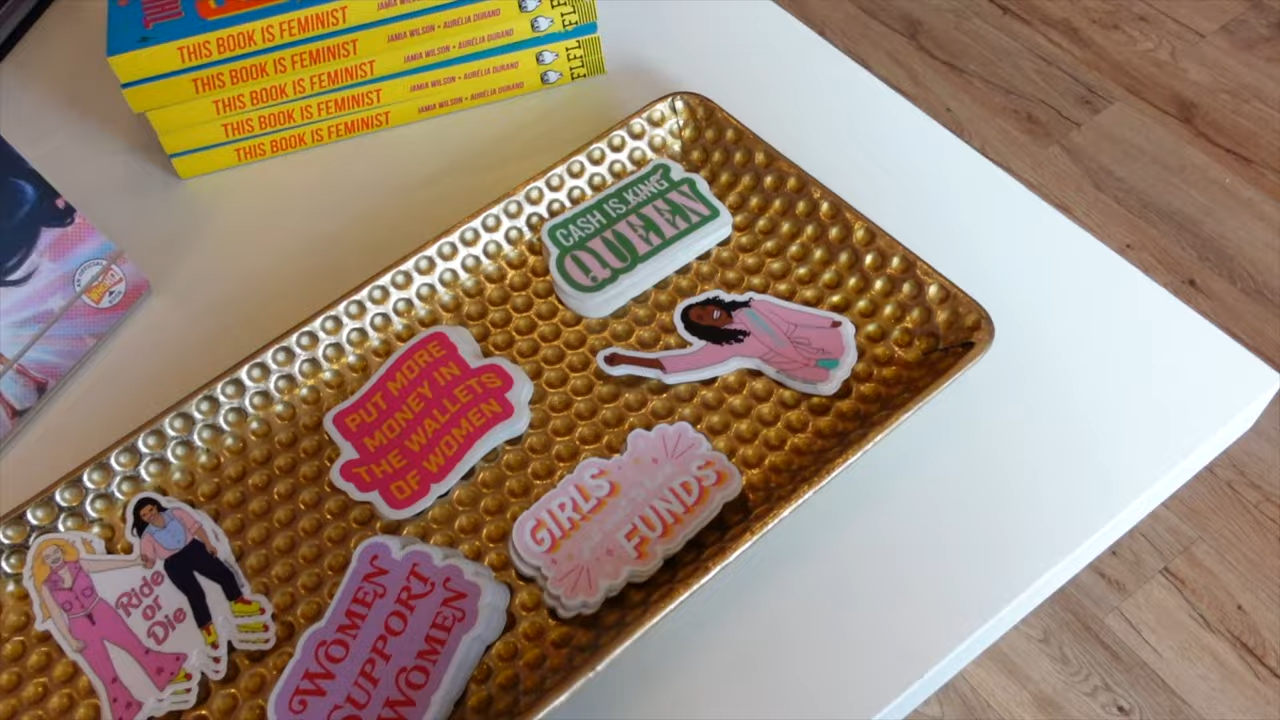 THIS BOOK IS FEMINIST JAMIA WILSON
THIS BOOK IS FEMINIST JAMIA WILSON • AURÉLIA DURAND
THIS BOOK IS FEMINIST JAMIA WILSON • AURÉLIA DURAND FLFL
THIS BOOK IS FEMINIST JAMIA WILSON • AURÉLIA DURAND
THIS BOOK IS FEMINIST JAMIA WILSON • AURÉLIA DURAND FLFL
CASH IS KING
QUEEN
PUT MORE
MONEY IN
THE WALLETS
OF WOMEN
GIRLS
FUNDS
Ride
or
Die
WOMEN
SUPPORT
WOMEN